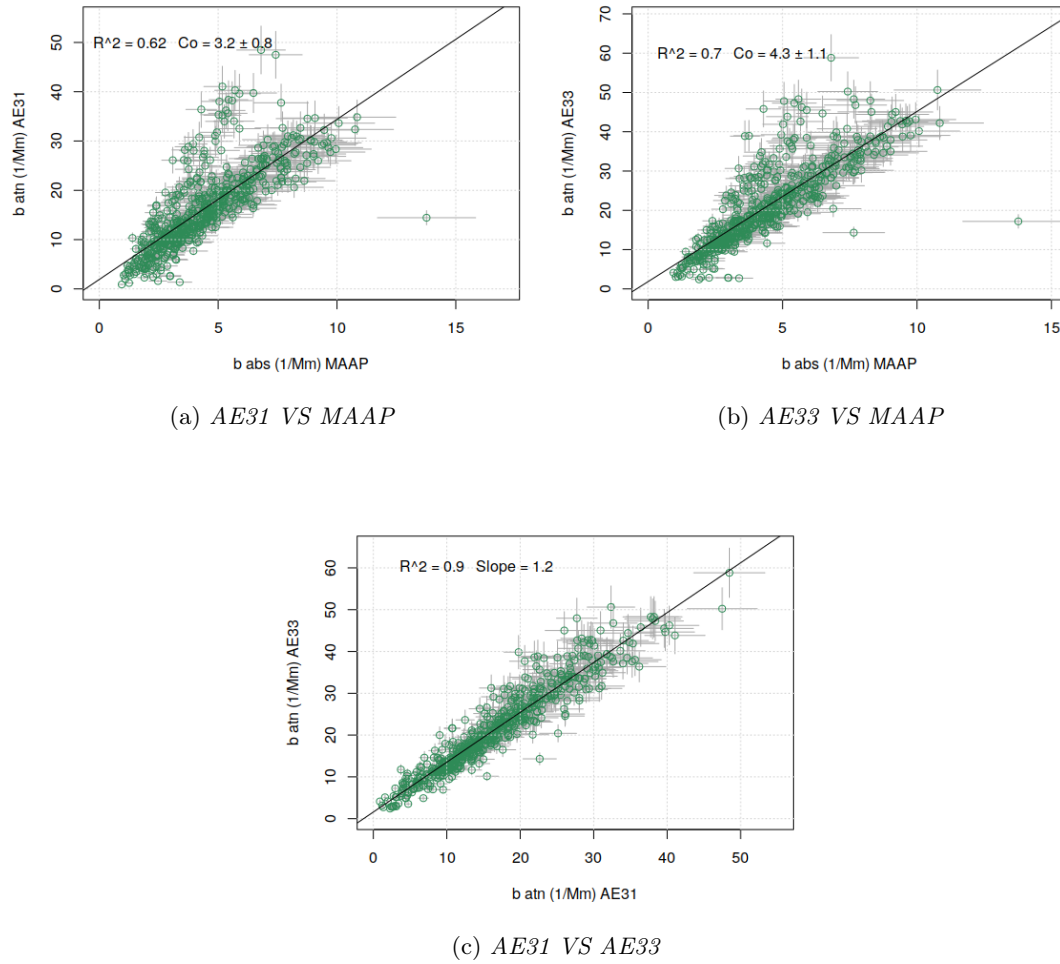 R^2 = 0.62 Co = 3.2 ± 0.8
b atn (1/Mm) AE31
0 10 20 30 40 50
0 5 10 15
b abs (1/Mm) MAAP
(a) AE31 VS MAAP
R^2 = 0.7 Co = 4.3 ± 1.1
b atn (1/Mm) AE33
0 10 20 30 40 50 60 70
0 5 10 15
b abs (1/Mm) MAAP
(b) AE33 VS MAAP
R^2 = 0.9 Slope = 1.2
b atn (1/Mm) AE33
0 10 20 30 40 50 60
0 10 20 30 40 50
b atn (1/Mm) AE31
(c) AE31 VS AE33